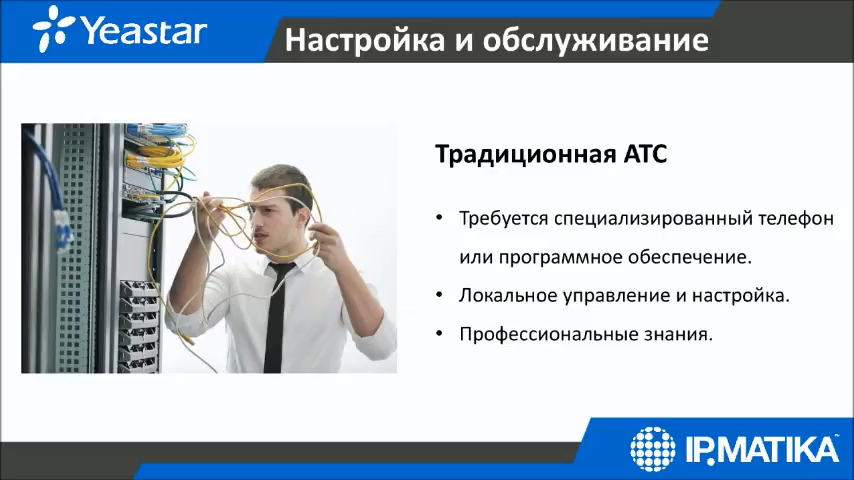 Yeastar
Настройка и обслуживание
Традиционная АТС
• Требуется специализированный телефон
или программное обеспечение.
• Локальное управление и настройка.
• Профессиональные знания.
IP.MATIKA